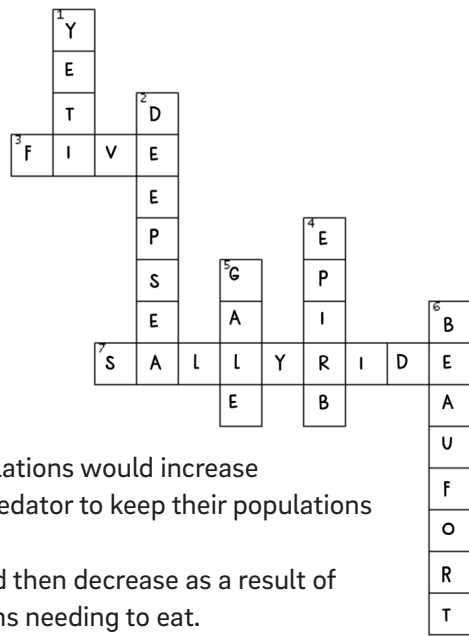 1 Y
E
T 2 D
3 F I V E
E
P 4 E
S 5 G P
E A I 6 B
7 S A L L Y R I D E
E B A
U
lations would increase
F
edator to keep their populations
O
d then decrease as a result of
R
ns needing to eat.
T